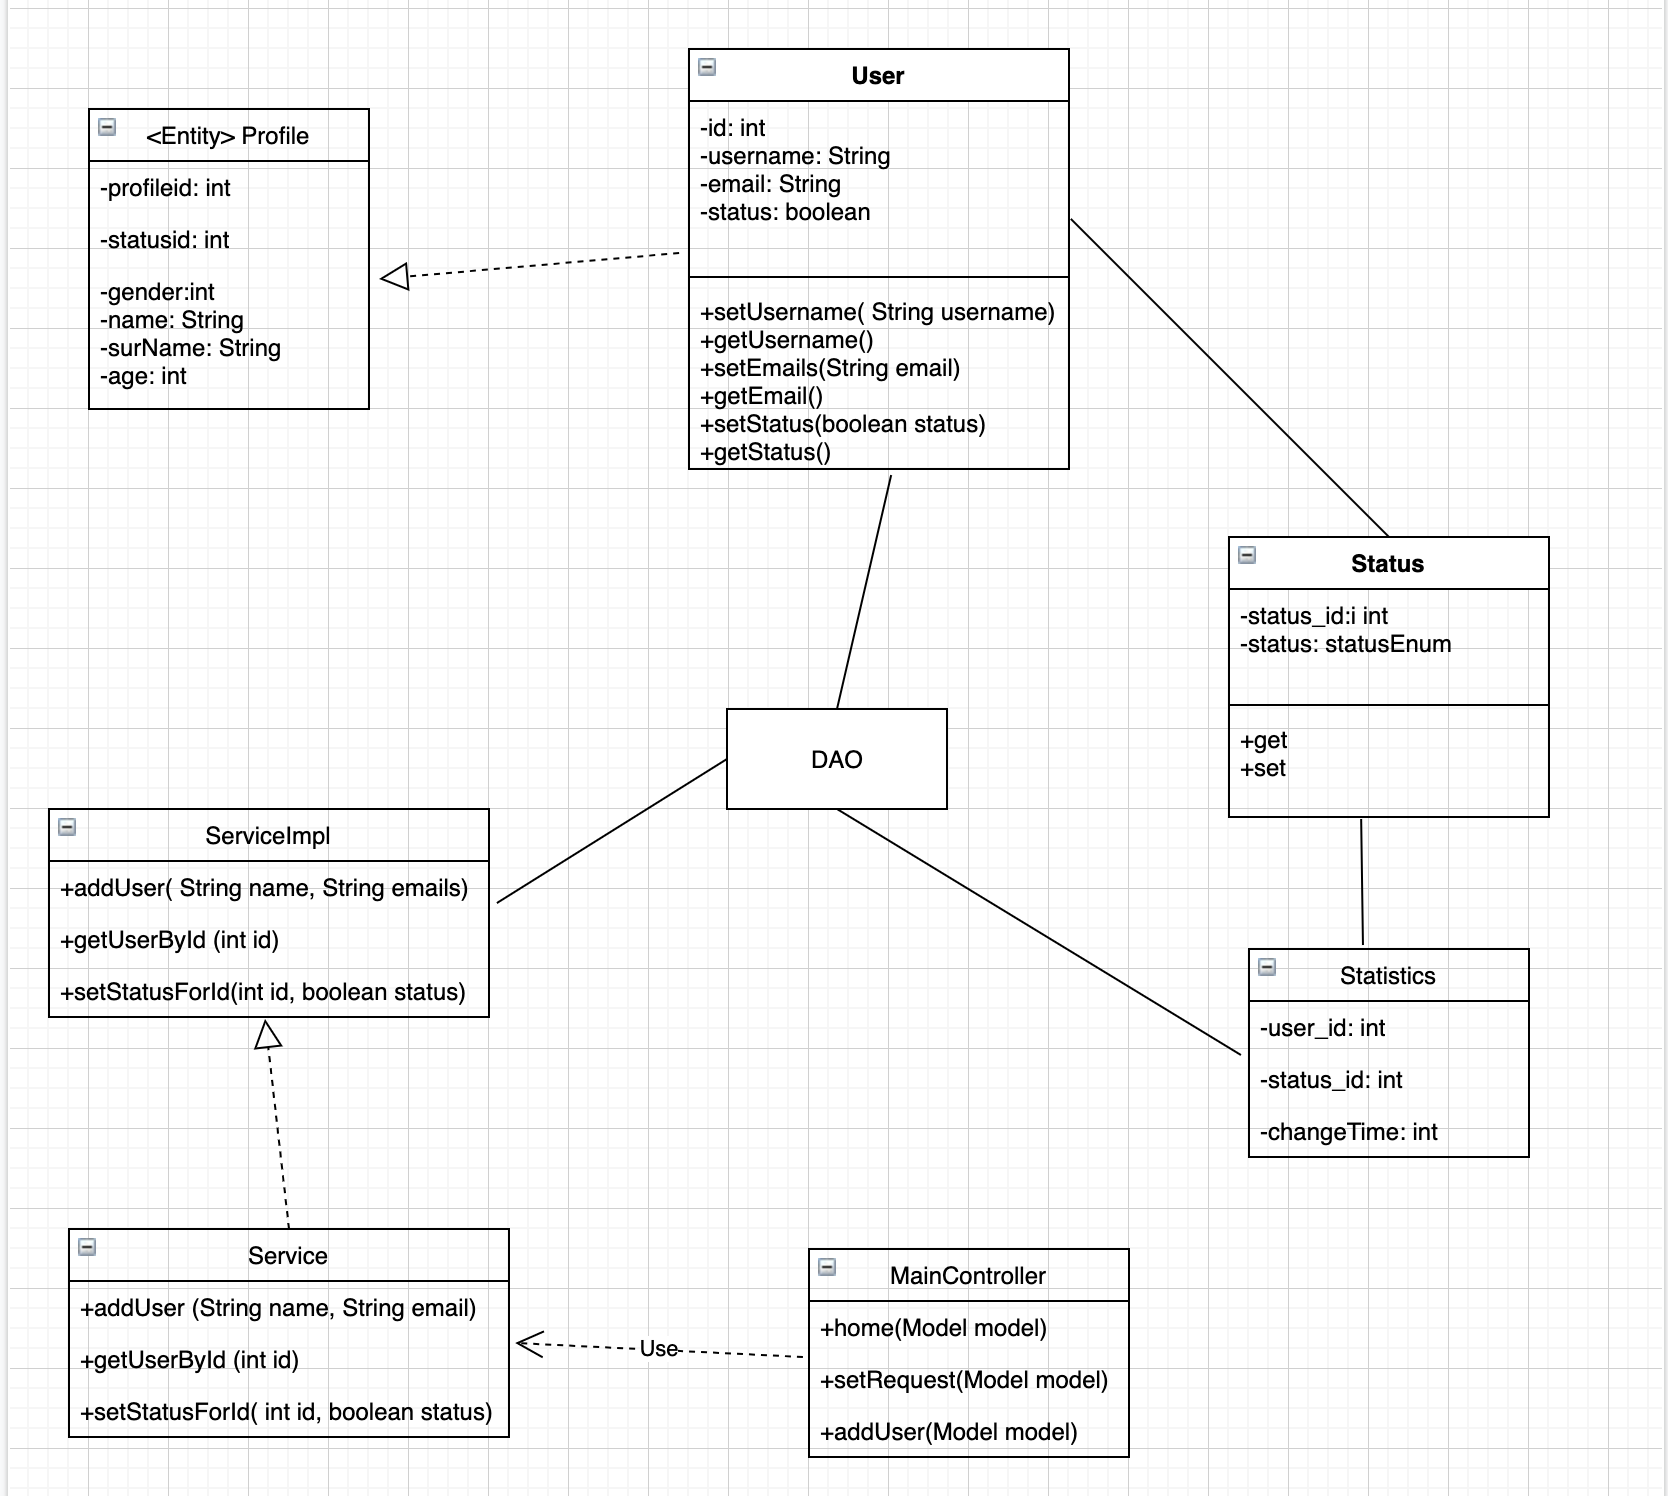 User
-id: int
-username: String
-email: String
-status: boolean
+setUsername( String username)
+getUsername()
+setEmails(String email)
+getEmail()
+setStatus(boolean status)
+getStatus()
<Entity> Profile
-profileid: int
-statusid: int
-gender:int
-name: String
-surName: String
-age: int
Status
-status_id:i int
-status: statusEnum
+get
+set
DAO
ServiceImpl
+addUser( String name, String emails)
+getUserById (int id)
+setStatusForId(int id, boolean status)
Statistics
-user_id: int
-status_id: int
-changeTime: int
Service
+addUser (String name, String email)
+getUserById (int id)
+setStatusForId( int id, boolean status)
Use
MainController
+home(Model model)
+setRequest(Model model)
+addUser(Model model)